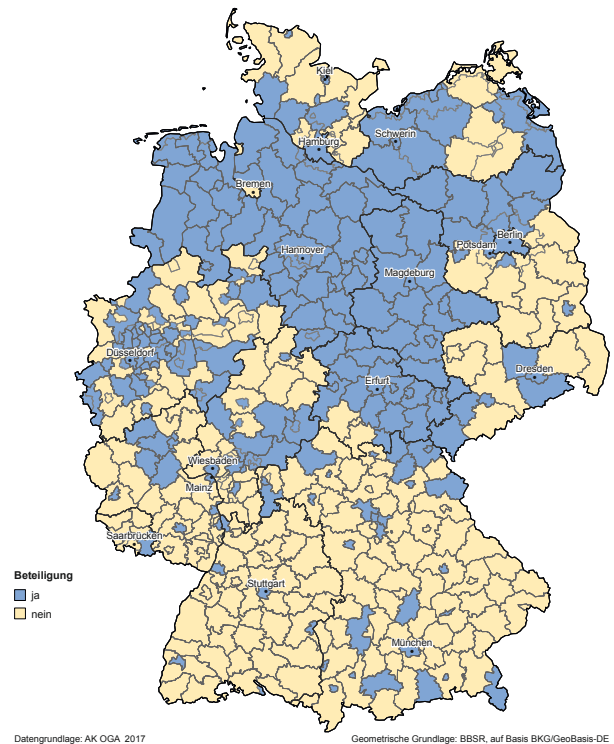 Kiel
Schwerin
Hamburg
Bremen
Berlin
Potsdam
Hannover
Magdeburg
Düsseldorf
Erfurt
Dresden
Wiesbaden
Mainz
Saarbrücken
Stuttgart
München
Beteiligung
ja
nein
Datengrundlage: AK OGA 2017
Geometrische Grundlage: BBSR, auf Basis BKG/GeoBasis-DE